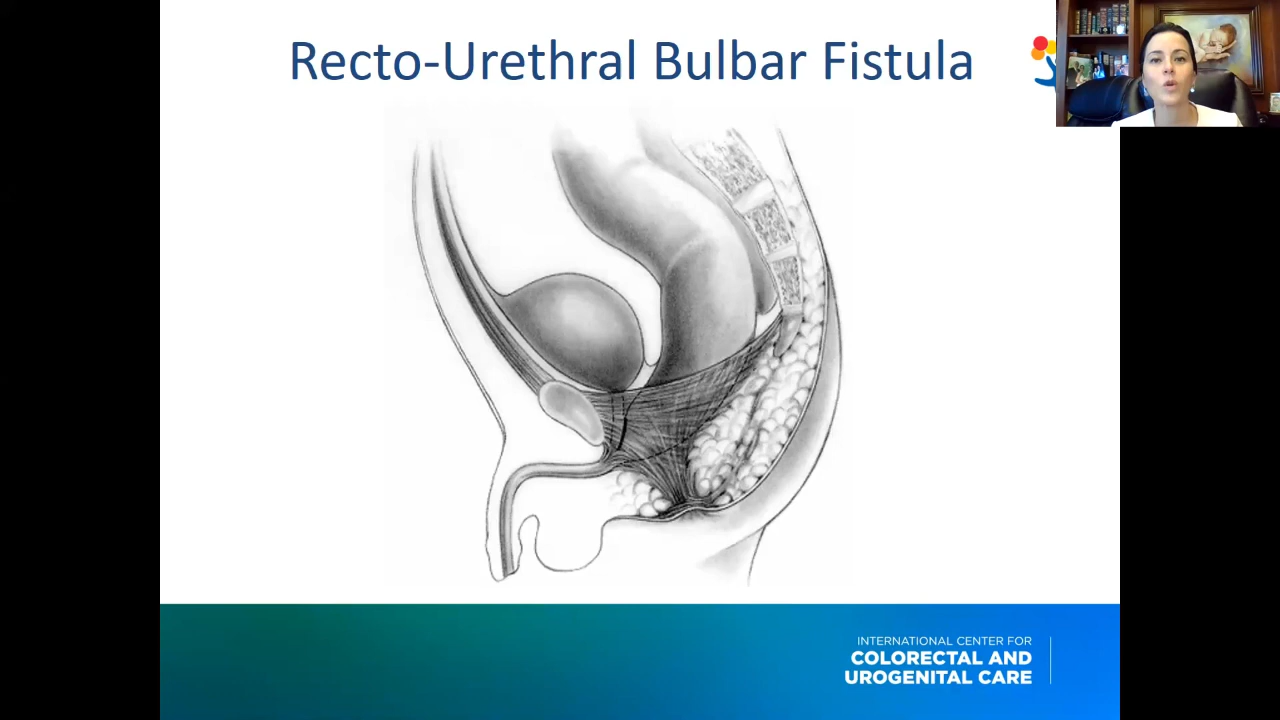 Recto-Urethral Bulbar Fistula
INTERNATIONAL CENTER FOR
COLORECTAL AND
UROGENITAL CARE